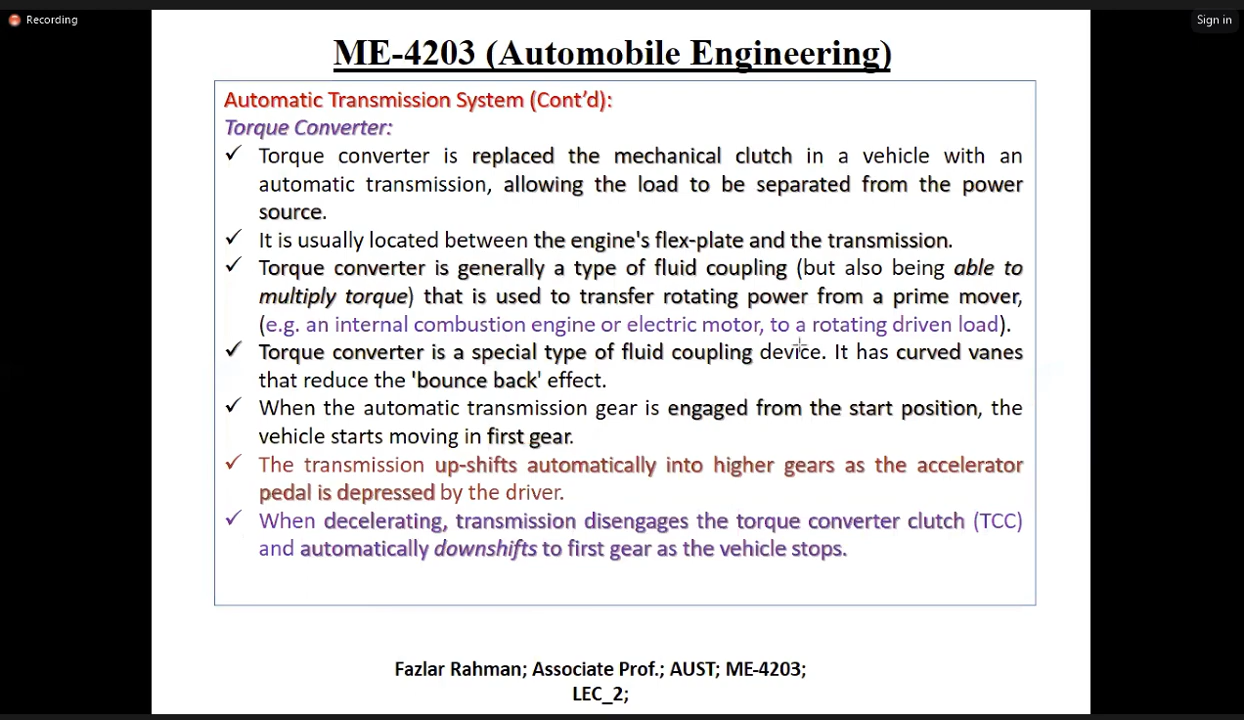 Recording
Sign in
ME-4203 (Automobile Engineering)
Automatic Transmission System (Cont'd):
Torque Converter:
✓ Torque converter is replaced the mechanical clutch in a vehicle with an
automatic transmission, allowing the load to be separated from the power
source.
✓ It is usually located between the engine's flex-plate and the transmission.
✓ Torque converter is generally a type of fluid coupling (but also being able to
multiply torque) that is used to transfer rotating power from a prime mover,
(e.g. an internal combustion engine or electric motor, to a rotating driven load).
✓ Torque converter is a special type of fluid coupling device. It has curved vanes
that reduce the 'bounce back' effect.
✓ When the automatic transmission gear is engaged from the start position, the
vehicle starts moving in first gear.
✓ The transmission up-shifts automatically into higher gears as the accelerator
pedal is depressed by the driver.
✓ When decelerating, transmission disengages the torque converter clutch (TCC)
and automatically downshifts to first gear as the vehicle stops.
Fazlar Rahman; Associate Prof.; AUST; ME-4203;
LEC_2;